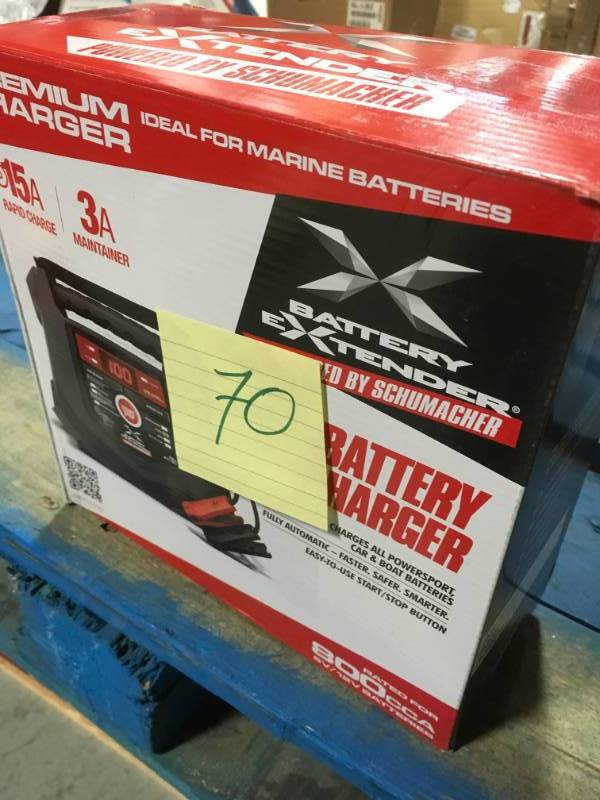 BATTERY
EXTENDER
POWERED BY SCHUMACHER
EMIUM
HARGER
IDEAL FOR MARINE BATTERIES
15A
RAPID CHARGE
3A
MAINTAINER
BATTERY
EXTENDER®
ED BY SCHUMACHER
100
70
BATTERY
HARGER
CHARGES ALL POWERSPORT,
CAR & BOAT BATTERIES
FULLY AUTOMATIC – FASTER. SAFER. SMARTER.
EASY-TO-USE START/STOP BUTTON
RATED FOR
800CCA
6V/12V BATTERIES